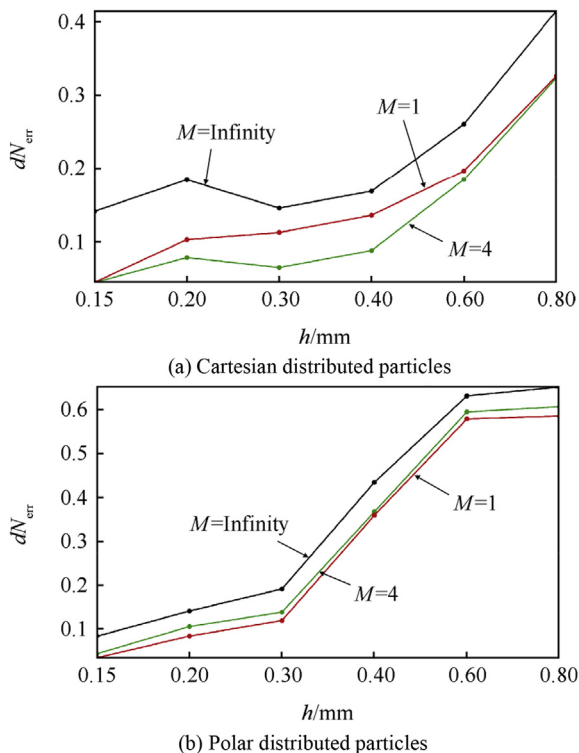 0.4
0.3
M=1
dNerr
M=Infinity
0.2
0.1
M=4
0.15 0.20 0.30 0.40 0.60 0.80
h/mm
(a) Cartesian distributed particles
0.6
0.5
0.4
M=1
dNerr
M=Infinity
0.3
0.2
M=4
0.1
0.15 0.20 0.30 0.40 0.60 0.80
h/mm
(b) Polar distributed particles